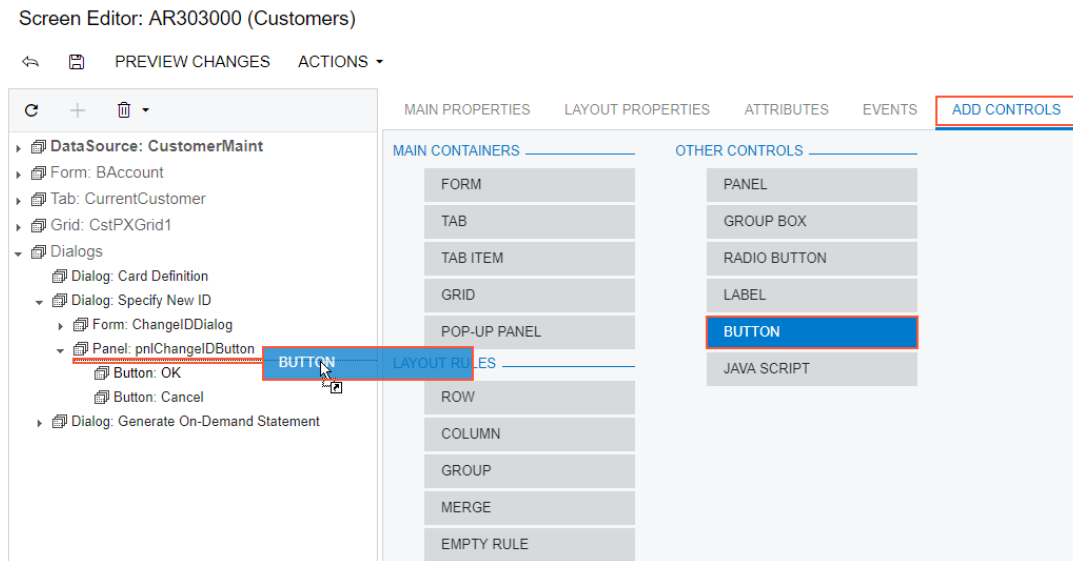 Screen Editor: AR303000 (Customers)
PREVIEW CHANGES ACTIONS
MAIN PROPERTIES LAYOUT PROPERTIES ATTRIBUTES EVENTS ADD CONTROLS
DataSource: CustomerMaint
Form: BAccount
Tab: CurrentCustomer
Grid: CstPXGrid1
Dialogs
Dialog: Card Definition
Dialog: Specify New ID
Form: ChangeIDDialog
Panel: pnlChangeIDButton
BUTTON
Button: OK
Button: Cancel
Dialog: Generate On-Demand Statement
MAIN CONTAINERS
FORM
TAB
TAB ITEM
GRID
POP-UP PANEL
LAYOUT RULES
ROW
COLUMN
GROUP
MERGE
EMPTY RULE
OTHER CONTROLS
PANEL
GROUP BOX
RADIO BUTTON
LABEL
BUTTON
JAVA SCRIPT